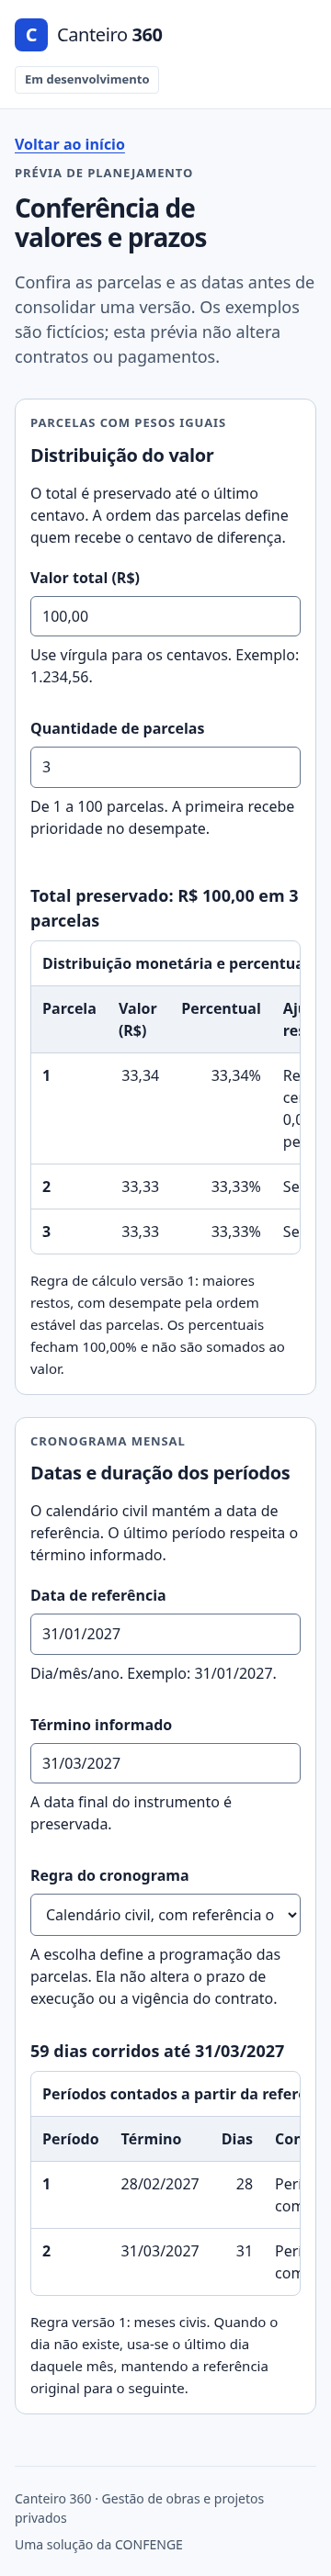 C Canteiro 360
Em desenvolvimento
Voltar ao início
PRÉVIA DE PLANEJAMENTO
Conferência de
valores e prazos
Confira as parcelas e as datas antes de
consolidar uma versão. Os exemplos
são fictícios; esta prévia não altera
contratos ou pagamentos.
PARCELAS COM PESOS IGUAIS
Distribuição do valor
O total é preservado até o último
centavo. A ordem das parcelas define
quem recebe o centavo de diferença.
Valor total (R$)
100,00
Use vírgula para os centavos. Exemplo:
1.234,56.
Quantidade de parcelas
3
De 1 a 100 parcelas. A primeira recebe
prioridade no desempate.
Total preservado: R$ 100,00 em 3
parcelas
Distribuição monetária e percentua
Parcela Valor (R$) Percentual
1 33,34 33,34%
2 33,33 33,33% Se
3 33,33 33,33% Se
Regra de cálculo versão 1: maiores
restos, com desempate pela ordem
estável das parcelas. Os percentuais
fecham 100,00% e não são somados ao
valor.
CRONOGRAMA MENSAL
Datas e duração dos períodos
O calendário civil mantém a data de
referência. O último período respeita o
término informado.
Data de referência
31/01/2027
Dia/mês/ano. Exemplo: 31/01/2027.
Término informado
31/03/2027
A data final do instrumento é
preservada.
Regra do cronograma
Calendário civil, com referência o
A escolha define a programação das
parcelas. Ela não altera o prazo de
execução ou a vigência do contrato.
59 dias corridos até 31/03/2027
Períodos contados a partir da refer
Período Término Dias
1 28/02/2027 28
2 31/03/2027 31
Regra versão 1: meses civis. Quando o
dia não existe, usa-se o último dia
daquele mês, mantendo a referência
original para o seguinte.
Canteiro 360 · Gestão de obras e projetos
privados
Uma solução da CONFENGE